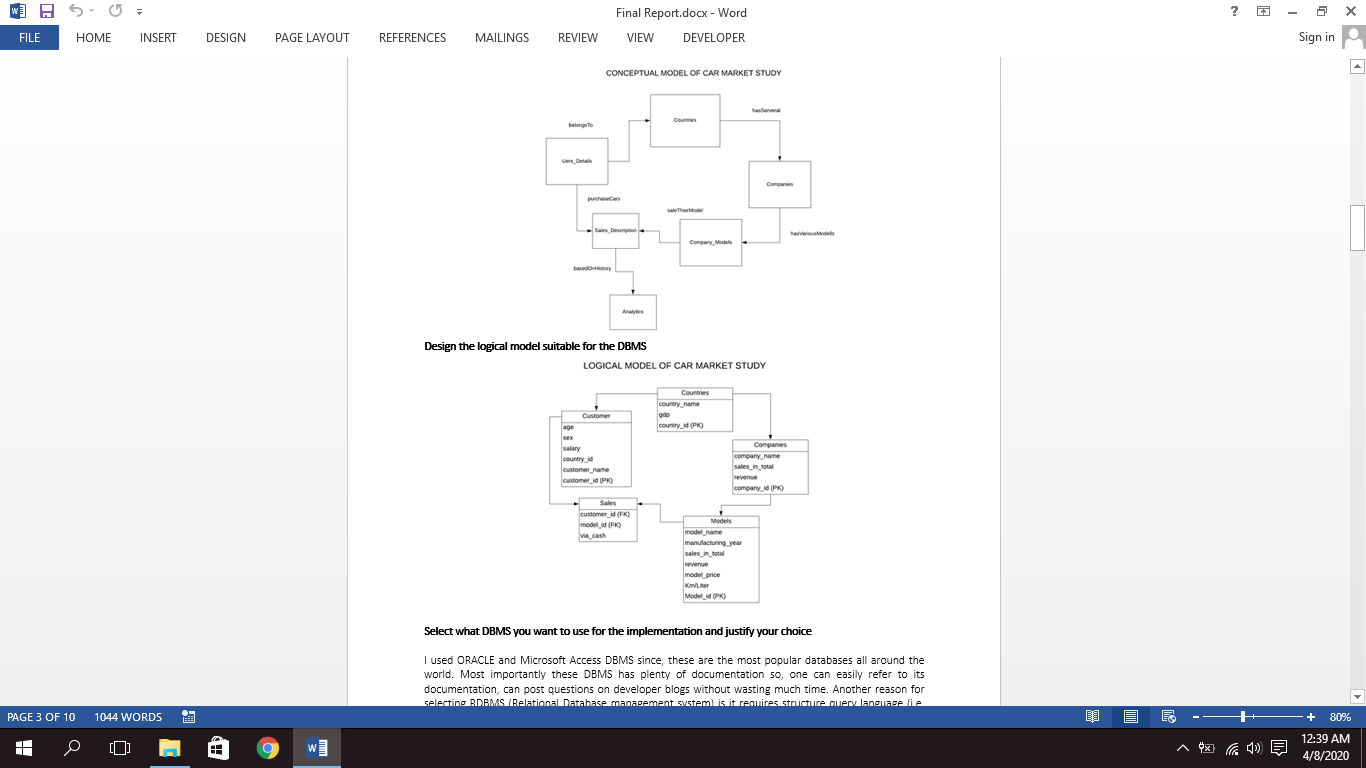 Final Report.docx - Word
?
FILE
HOME
INSERT
DESIGN
PAGE LAYOUT
REFERENCES
MAILINGS
REVIEW
VIEW
DEVELOPER
Sign in
CONCEPTUAL MODEL OF CAR MARKET STUDY
Countries
hasServeral
belongsTo
Uers_Details
Companies
purchaseCars
saleThierModel
Sales_Description
Company_Models
hasVariousModells
basedOnHistory
Analytics
Design the logical model suitable for the DBMS
LOGICAL MODEL OF CAR MARKET STUDY
Countries
country_name
gdp
country_id (PK)
Customer
age
sex
salary
country_id
customer_name
customer_id (PK)
Companies
company_name
sales_in_total
revenue
company_id (PK)
Sales
customer_id (FK)
model_id (FK)
via_cash
Models
model_name
manufacturing_year
sales_in_total
revenue
model_price
Km/Liter
Model_id (PK)
Select what DBMS you want to use for the implementation and justify your choice
I used ORACLE and Microsoft Access DBMS since, these are the most popular databases all around the
world. Most importantly these DBMS has plenty of documentation so, one can easily refer to its
documentation, can post questions on developer blogs without wasting much time. Another reason for
selecting RDBMS (Relational Database management system) is it requires structure query language (i.e.
PAGE 3 OF 10
1044 WORDS
80%
12:39 AM
4/8/2020